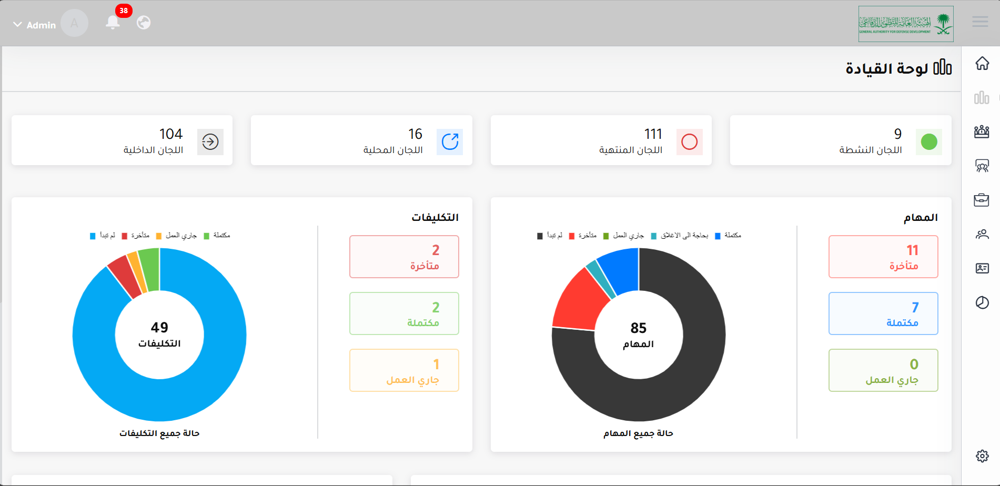 الهيئة العامة للتطوير الدفاعي
GENERAL AUTHORITY FOR DEFENSE DEVELOPMENT
38
A
Admin
لوحة القيادة
9
اللجان النشطة
111
اللجان المنتهية
16
اللجان المحلية
104
اللجان الداخلية
المهام
11
متأخرة
7
مكتملة
0
جاري العمل
مكتملة
بحاجة الى الاغلاق
جاري العمل
متأخرة
لم تبدأ
85
المهام
حالة جميع المهام
التكليفات
2
متأخرة
2
مكتملة
1
جاري العمل
مكتملة
جاري العمل
متأخرة
لم تبدأ
49
التكليفات
حالة جميع التكليفات